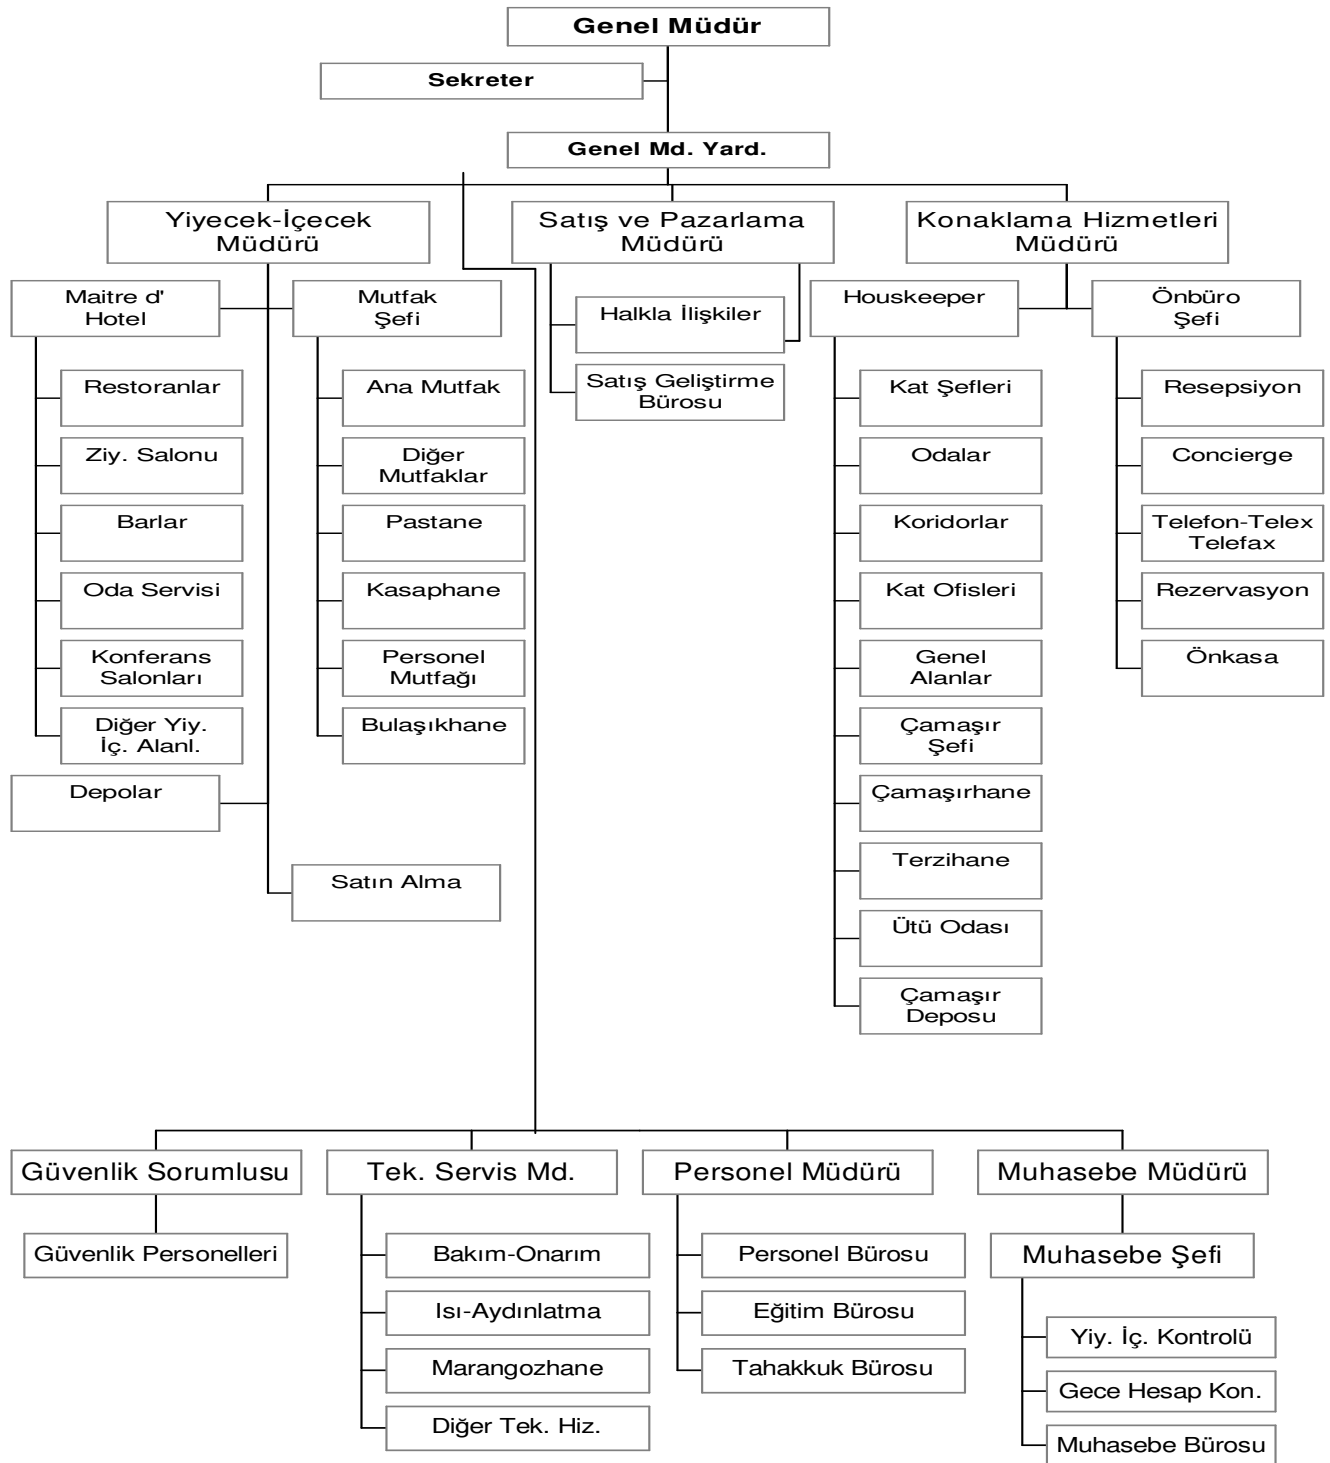 Genel Müdür
Sekreter
Genel Md. Yard.
Yiyecek-İçecek
Müdürü
Satış ve Pazarlama
Müdürü
Konaklama Hizmetleri
Müdürü
Maitre d'
Hotel
Mutfak
Şefi
Halkla İlişkiler
Houskeeper
Önbüro
Şefi
Restoranlar
Ana Mutfak
Satış Geliştirme
Bürosu
Kat Şefleri
Resepsiyon
Ziy. Salonu
Diğer
Mutfaklar
Odalar
Concierge
Barlar
Pastane
Koridorlar
Telefon-Telex
Telefax
Oda Servisi
Kasaphane
Kat Ofisleri
Rezervasyon
Konferans
Salonları
Personel
Mutfağı
Genel
Alanlar
Önkasa
Diğer Yiy.
İç. Alanl.
Bulaşıkhane
Çamaşır
Şefi
Depolar
Çamaşırhane
Satın Alma
Terzihane
Ütü Odası
Çamaşır
Deposu
Güvenlik Sorumlusu
Tek. Servis Md.
Personel Müdürü
Muhasebe Müdürü
Güvenlik Personelleri
Bakım-Onarım
Personel Bürosu
Muhasebe Şefi
Isı-Aydınlatma
Eğitim Bürosu
Yiy. İç. Kontrolü
Marangozhane
Tahakkuk Bürosu
Gece Hesap Kon.
Diğer Tek. Hiz.
Muhasebe Bürosu